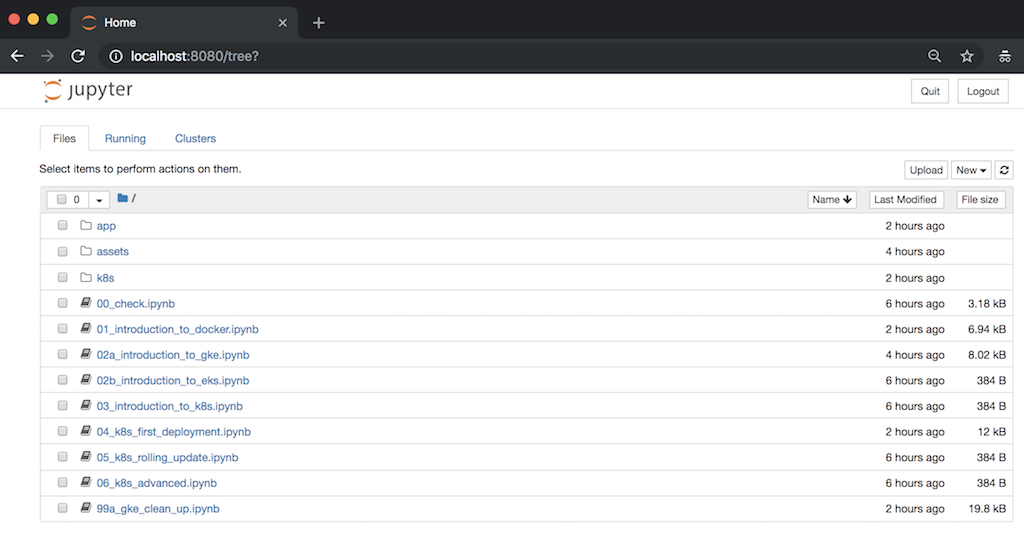 Home
localhost:8080/tree?
jupyter Quit Logout
Files Running Clusters
Select items to perform actions on them. Upload New
0 / Name Last Modified File size
app 2 hours ago
assets 4 hours ago
k8s 2 hours ago
00_check.ipynb 6 hours ago 3.18 kB
01_introduction_to_docker.ipynb 2 hours ago 6.94 kB
02a_introduction_to_gke.ipynb 4 hours ago 8.02 kB
02b_introduction_to_eks.ipynb 6 hours ago 384 B
03_introduction_to_k8s.ipynb 6 hours ago 384 B
04_k8s_first_deployment.ipynb 2 hours ago 12 kB
05_k8s_rolling_update.ipynb 6 hours ago 384 B
06_k8s_advanced.ipynb 6 hours ago 384 B
99a_gke_clean_up.ipynb 2 hours ago 19.8 kB